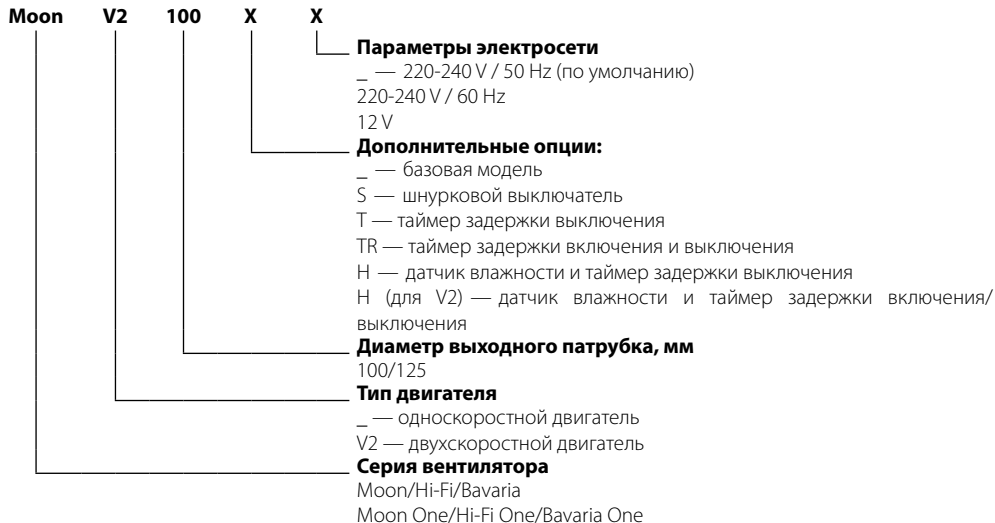 Moon V2 100 X X
Параметры электросети
_ — 220-240 V / 50 Hz (по умолчанию)
220-240 V / 60 Hz
12 V
Дополнительные опции:
_ — базовая модель
S — шнурковой выключатель
T — таймер задержки выключения
TR — таймер задержки включения и выключения
H — датчик влажности и таймер задержки выключения
H (для V2) — датчик влажности и таймер задержки включения/
выключения
Диаметр выходного патрубка, мм
100/125
Тип двигателя
_ — односкоростной двигатель
V2 — двухскоростной двигатель
Серия вентилятора
Moon/Hi-Fi/Bavaria
Moon One/Hi-Fi One/Bavaria One